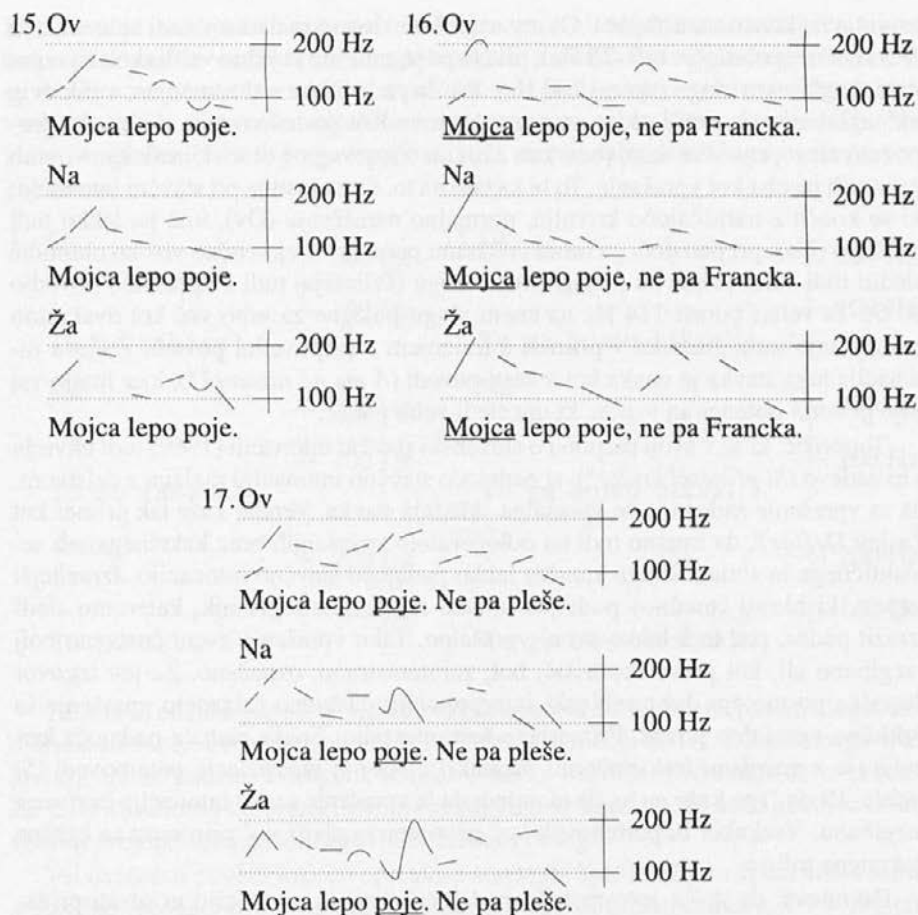 15. Ov
200 Hz
100 Hz
Mojca lepo poje.
Na
200 Hz
100 Hz
Mojca lepo poje.
Ža
200 Hz
100 Hz
Mojca lepo poje.
16. Ov
200 Hz
100 Hz
Mojca lepo poje, ne pa Francka.
Na
200 Hz
100 Hz
Mojca lepo poje, ne pa Francka.
Ža
200 Hz
100 Hz
Mojca lepo poje, ne pa Francka.
17. Ov
200 Hz
100 Hz
Mojca lepo poje. Ne pa pleše.
Na
200 Hz
100 Hz
Mojca lepo poje. Ne pa pleše.
Ža
200 Hz
100 Hz
Mojca lepo poje. Ne pa pleše.